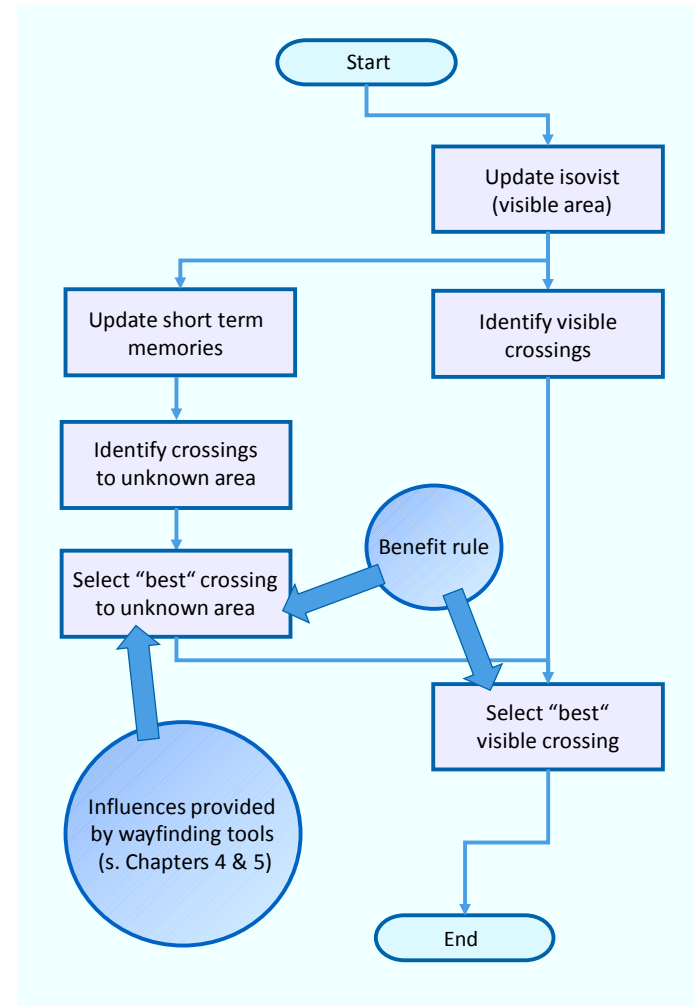 Start
Update isovist
(visible area)
Update short term
memories
Identify visible
crossings
Identify crossings
to unknown area
Benefit rule
Select “best“ crossing
to unknown area
Select “best“
visible crossing
Influences provided
by wayfinding tools
(s. Chapters 4 & 5)
End